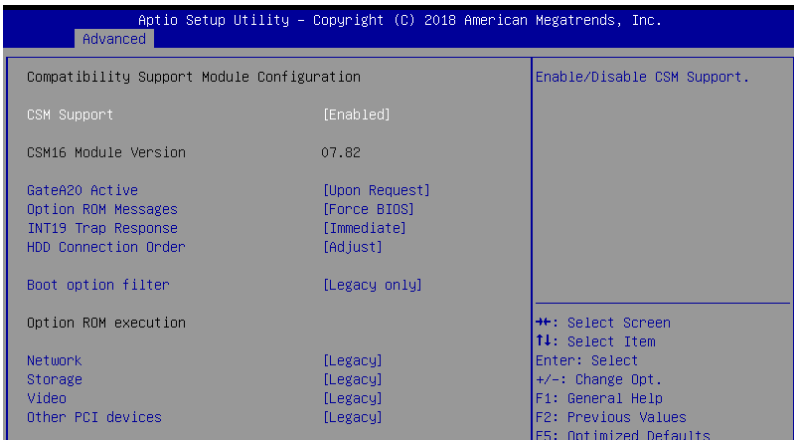 Aptio Setup Utility – Copyright (C) 2018 American Megatrends, Inc.
Advanced
Compatibility Support Module Configuration
CSM Support [Enabled]
CSM16 Module Version 07.82
GateA20 Active [Upon Request]
Option ROM Messages [Force BIOS]
INT19 Trap Response [Immediate]
HDD Connection Order [Adjust]
Boot option filter [Legacy only]
Option ROM execution
Network [Legacy]
Storage [Legacy]
Video [Legacy]
Other PCI devices [Legacy]
Enable/Disable CSM Support.
→←: Select Screen
↑↓: Select Item
Enter: Select
+/-: Change Opt.
F1: General Help
F2: Previous Values
F5: Optimized Defaults